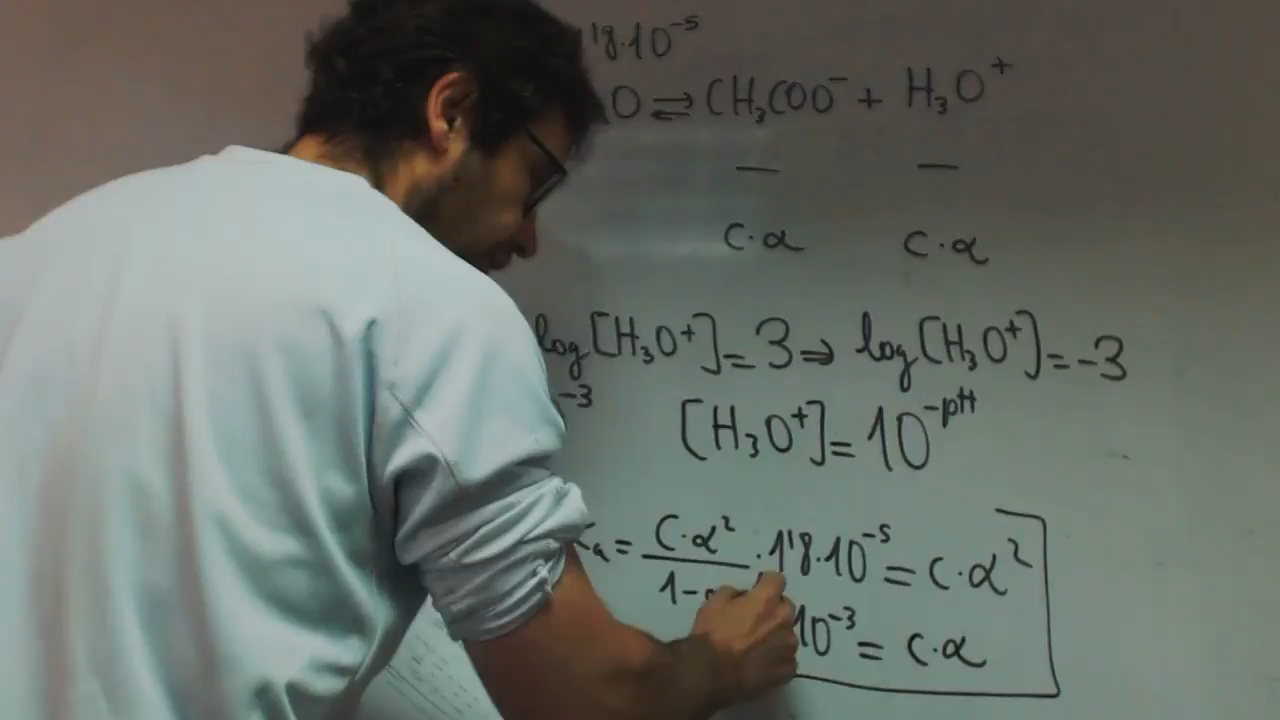 1'8·10⁻⁵
O ⇌ CH₃COO⁻ + H₃O⁺
— —
C·α C·α
log[H₃O⁺] = 3 ⇒ log[H₃O⁺] = -3
-3
[H₃O⁺] = 10^-pH
a = C·α² / 1- · 1'8·10⁻⁵ = C·α²
10⁻³ = C·α